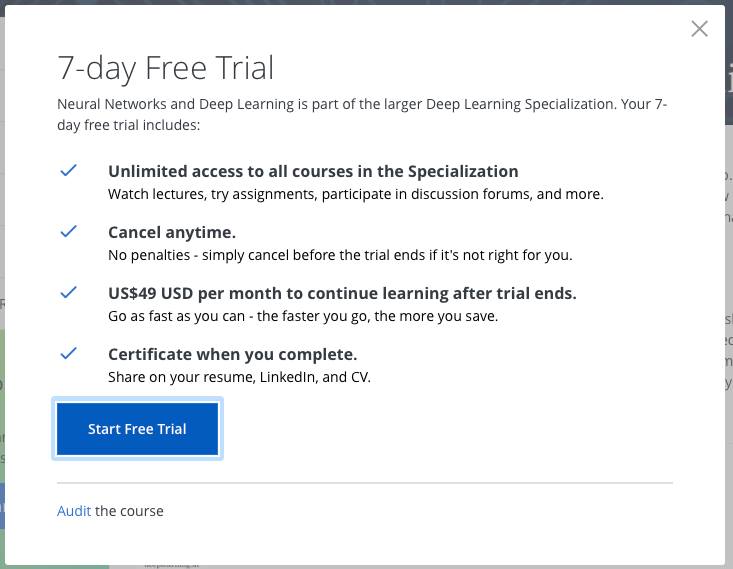 7-day Free Trial
Neural Networks and Deep Learning is part of the larger Deep Learning Specialization. Your 7-
day free trial includes:
Unlimited access to all courses in the Specialization
Watch lectures, try assignments, participate in discussion forums, and more.
Cancel anytime.
No penalties - simply cancel before the trial ends if it's not right for you.
US$49 USD per month to continue learning after trial ends.
Go as fast as you can - the faster you go, the more you save.
Certificate when you complete.
Share on your resume, LinkedIn, and CV.
Start Free Trial
Audit the course